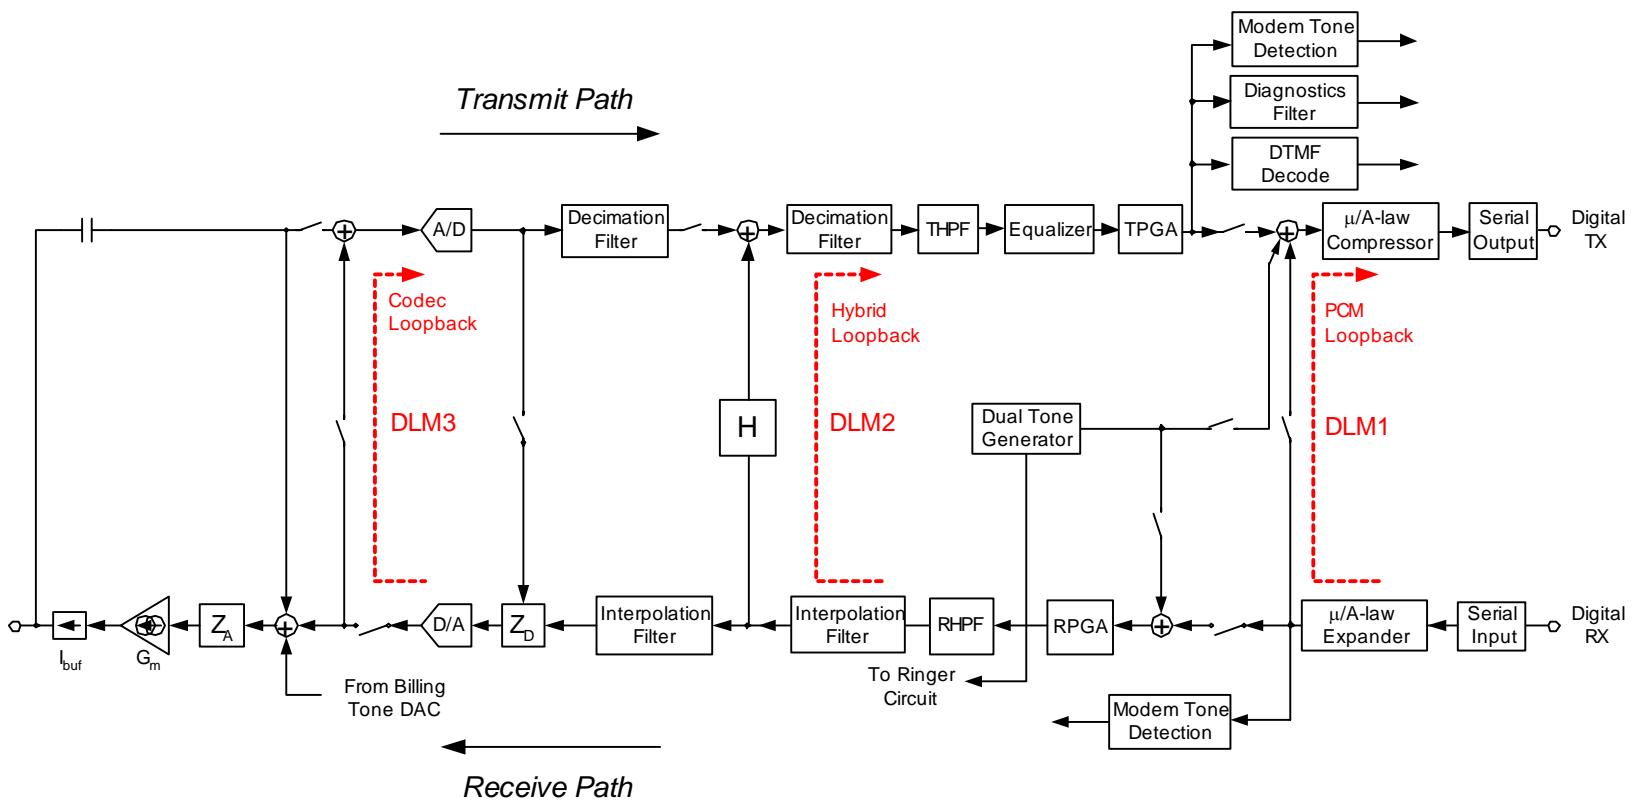 Modem Tone
Detection
Transmit Path
Diagnostics
Filter
DTMF
Decode
A/D
Decimation
Filter
Decimation
Filter
THPF
Equalizer
TPGA
μ/A-law
Compressor
Serial
Output
Digital
TX
Codec
Loopback
Hybrid
Loopback
PCM
Loopback
DLM3
H
DLM2
Dual Tone
Generator
DLM1
Ibuf
Gm
ZA
D/A
ZD
Interpolation
Filter
Interpolation
Filter
RHPF
RPGA
μ/A-law
Expander
Serial
Input
Digital
RX
From Billing
Tone DAC
To Ringer
Circuit
Modem Tone
Detection
Receive Path